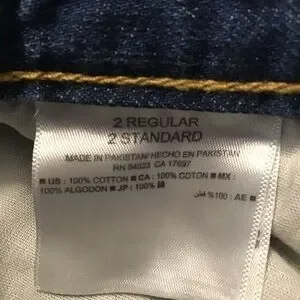 2 REGULAR
2 STANDARD
MADE IN PAKISTAN/ HECHO EN PAKISTAN
RN 54023 CA 17897
■ US : 100% COTTON ■ CA : 100% COTON ■ MX :
100% ALGODON ■ JP : 100% 綿
■ AE : 100% قطن